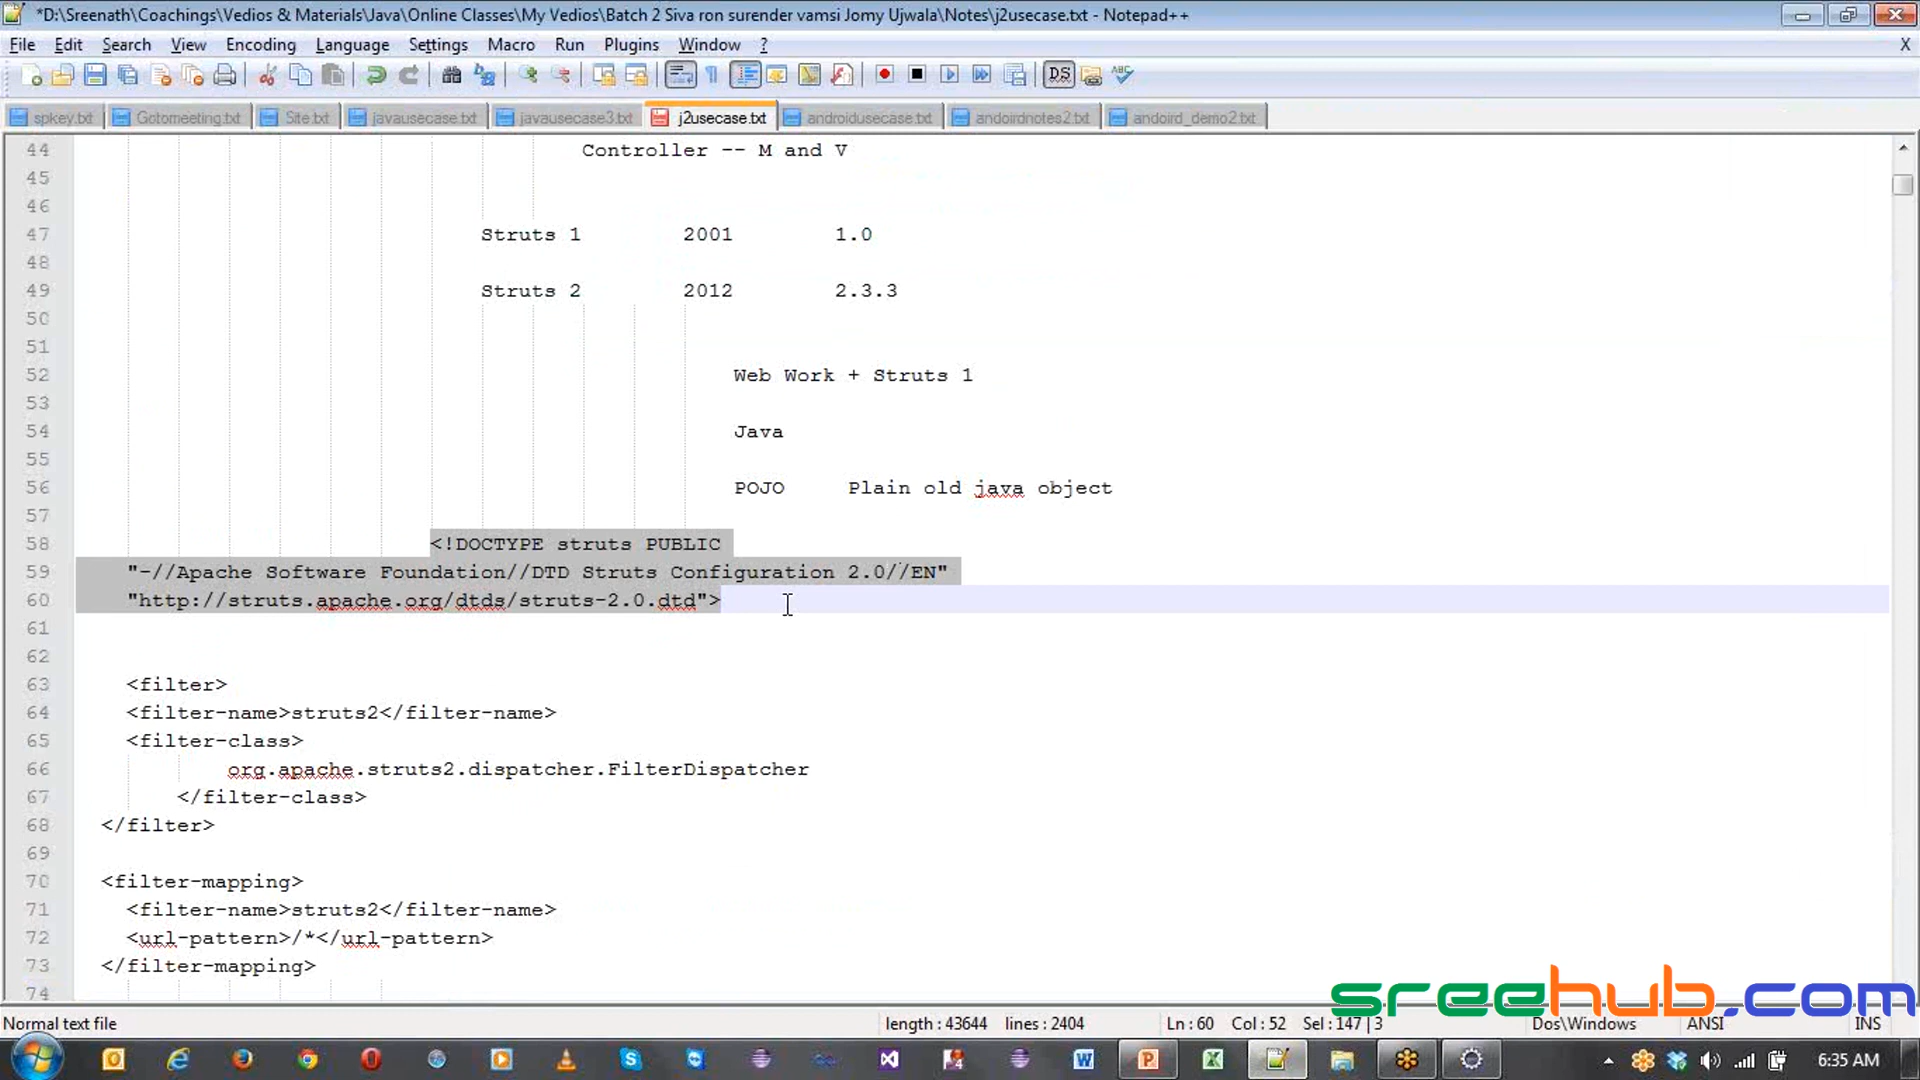 *D:\Sreenath\Coachings\Vedios & Materials\Java\Online Classes\My Vedios\Batch 2 Siva ron surender vamsi Jomy Ujwala\Notes\j2usecase.txt - Notepad++
File Edit Search View Encoding Language Settings Macro Run Plugins Window ? X
spkey.txt Gotomeeting.txt Site.txt javausecase.txt javausecase3.txt j2usecase.txt androidusecase.txt andoirdnotes2.txt andoird_demo2.txt
44 Controller -- M and V
45
46
47 Struts 1 2001 1.0
48
49 Struts 2 2012 2.3.3
50
51
52 Web Work + Struts 1
53
54 Java
55
56 POJO Plain old java object
57
58 <!DOCTYPE struts PUBLIC
59 "-//Apache Software Foundation//DTD Struts Configuration 2.0//EN"
60 "http://struts.apache.org/dtds/struts-2.0.dtd">
61
62
63 <filter>
64 <filter-name>struts2</filter-name>
65 <filter-class>
66 org.apache.struts2.dispatcher.FilterDispatcher
67 </filter-class>
68 </filter>
69
70 <filter-mapping>
71 <filter-name>struts2</filter-name>
72 <url-pattern>/*</url-pattern>
73 </filter-mapping>
74
sreehub.com
Normal text file length : 43644 lines : 2404 Ln : 60 Col : 52 Sel : 147 | 3 Dos\Windows ANSI INS
6:35 AM